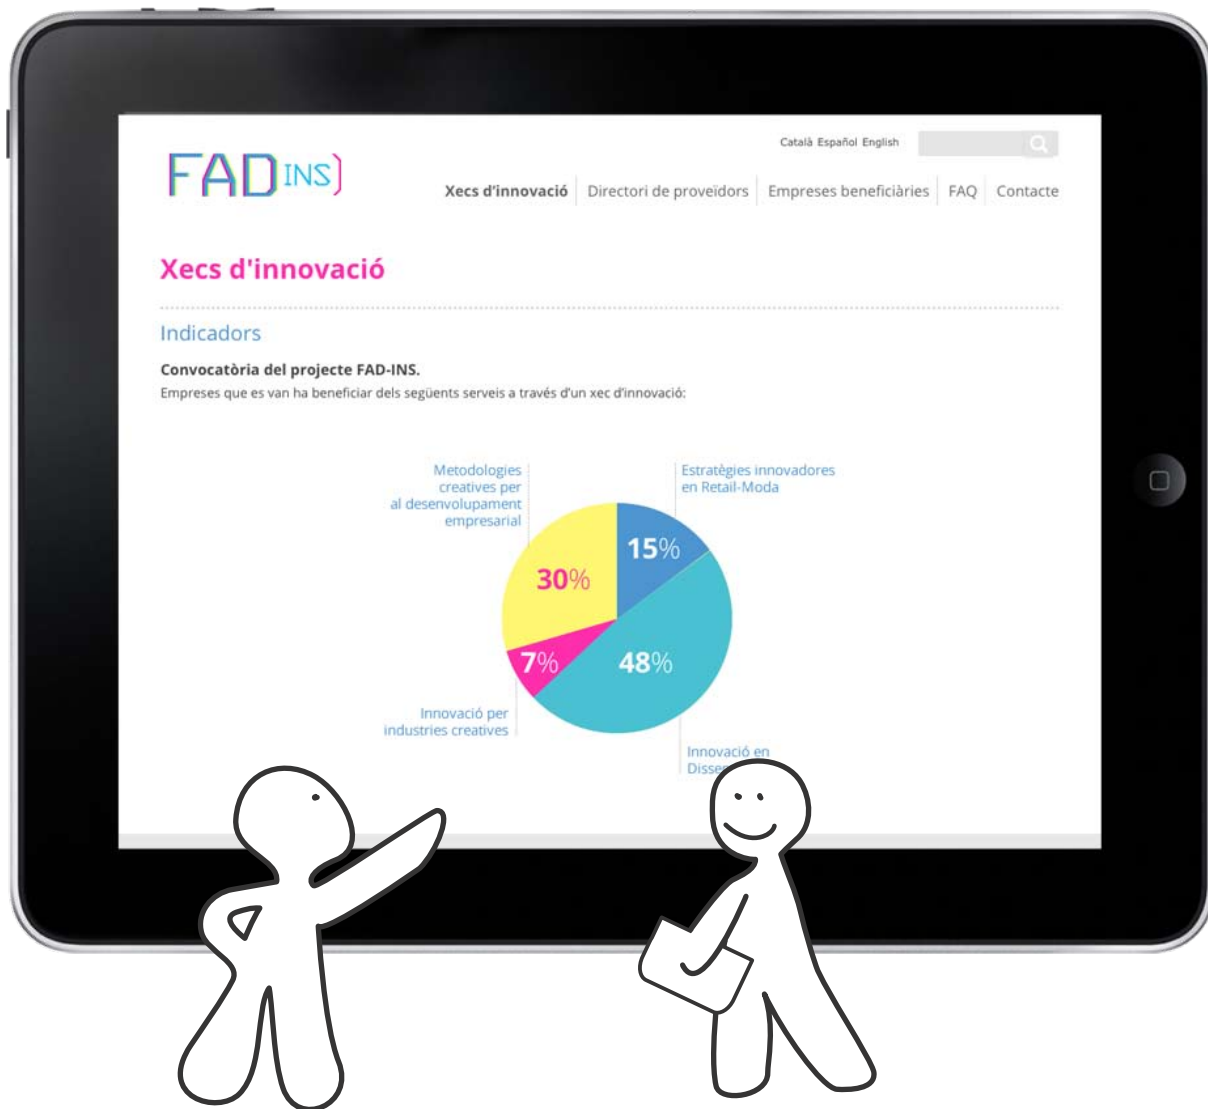 FAD INS)
Català Español English
Xecs d'innovació Directori de proveïdors Empreses beneficiàries FAQ Contacte
Xecs d'innovació
Indicadors
Convocatòria del projecte FAD-INS.
Empreses que es van ha beneficiar dels següents serveis a través d'un xec d'innovació:
Metodologies
creatives per
al desenvolupament
empresarial
Estratègies innovadores
en Retail-Moda
15%
30%
7%
48%
Innovació per
industries creatives
Innovació en